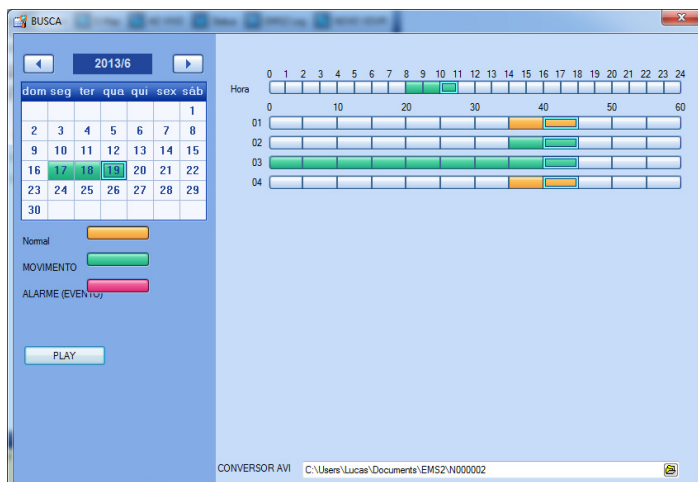 BUSCA
2013/6
dom seg ter qua qui sex sáb
1
2 3 4 5 6 7 8
9 10 11 12 13 14 15
16 17 18 19 20 21 22
23 24 25 26 27 28 29
30
Normal
MOVIMENTO
ALARME (EVENTO)
PLAY
0 1 2 3 4 5 6 7 8 9 10 11 12 13 14 15 16 17 18 19 20 21 22 23 24
Hora
0 10 20 30 40 50 60
01
02
03
04
CONVERSOR AVI C:\Users\Lucas\Documents\EMS2\N000002